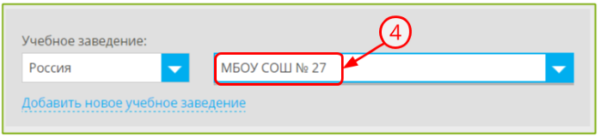 Учебное заведение:
4
Россия МБОУ СОШ № 27
Добавить новое учебное заведение